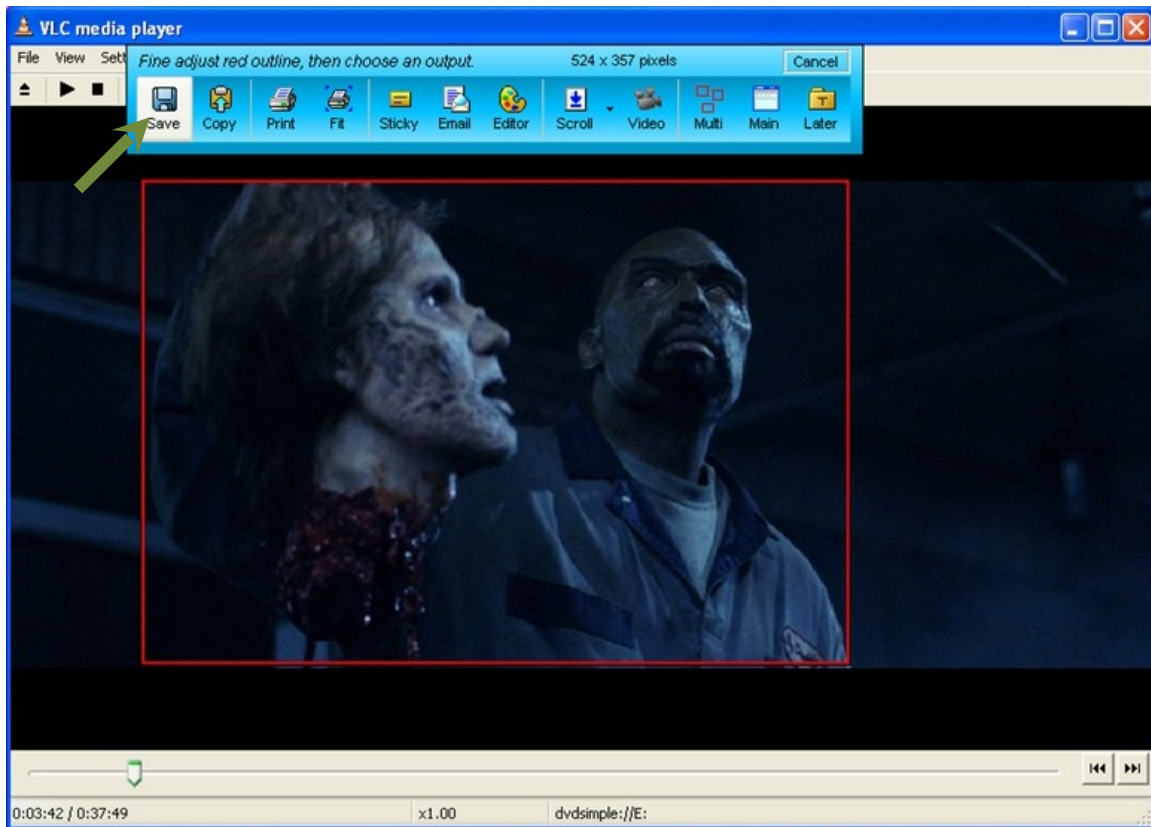 VLC media player
File View Sett
Fine adjust red outline, then choose an output. 524 x 357 pixels Cancel
Save Copy Print Fit Sticky Email Editor Scroll Video Multi Main Later
0:03:42 / 0:37:49 x1.00 dvdsimple://E: